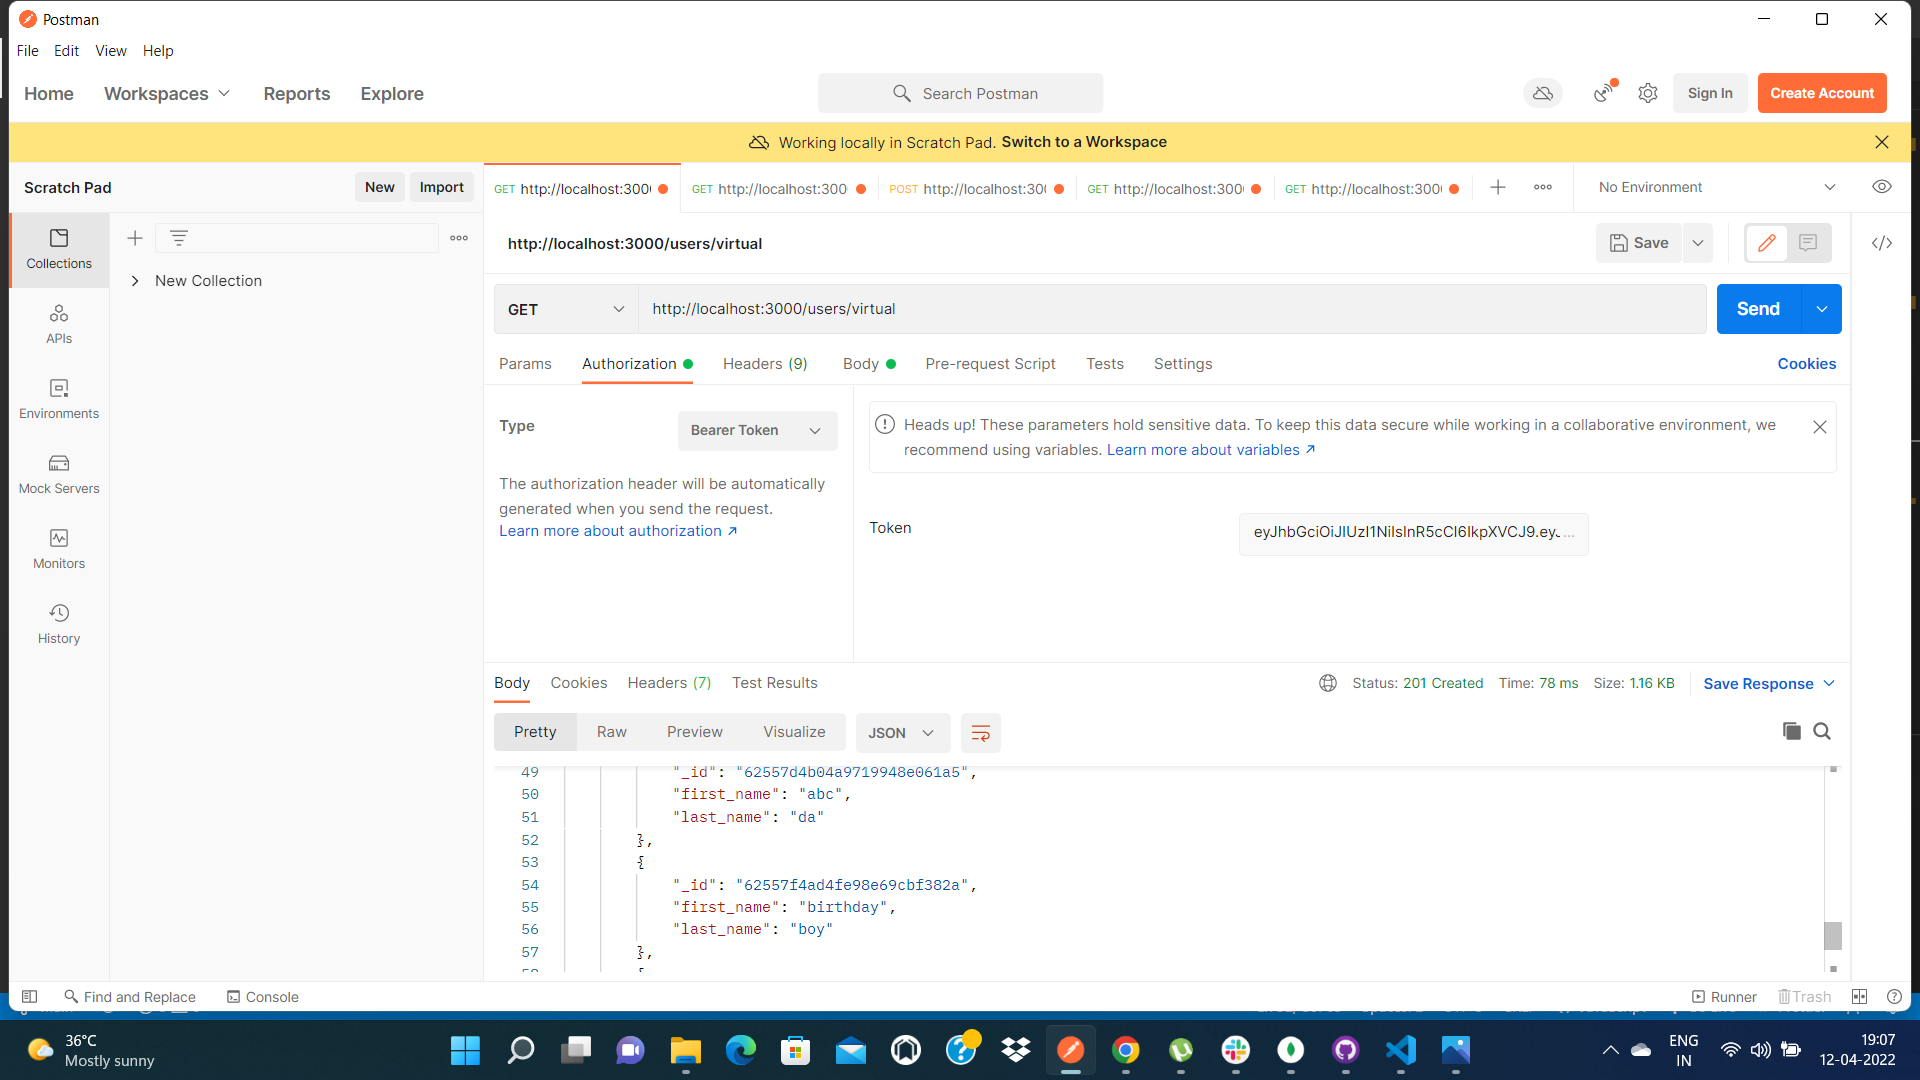 Postman
File Edit View Help
Home Workspaces Reports Explore
Search Postman
Sign In Create Account
Working locally in Scratch Pad. Switch to a Workspace
Scratch Pad New Import
GET http://localhost:300
GET http://localhost:300
POST http://localhost:30
GET http://localhost:300
GET http://localhost:300
No Environment
http://localhost:3000/users/virtual
Save
Collections
New Collection
APIs
Environments
Mock Servers
Monitors
History
GET http://localhost:3000/users/virtual Send
Params Authorization Headers (9) Body Pre-request Script Tests Settings Cookies
Type Bearer Token
The authorization header will be automatically
generated when you send the request.
Learn more about authorization ↗
Heads up! These parameters hold sensitive data. To keep this data secure while working in a collaborative environment, we
recommend using variables. Learn more about variables ↗
Token eyJhbGciOiJIUzI1NiIsInR5cCI6IkpXVCJ9.eyJ ...
Body Cookies Headers (7) Test Results
Status: 201 Created Time: 78 ms Size: 1.16 KB Save Response
Pretty Raw Preview Visualize JSON
49 "_id": "62557d4b04a9719948e061a5",
50 "first_name": "abc",
51 "last_name": "da"
52 },
53 {
54 "_id": "62557f4ad4fe98e69cbf382a",
55 "first_name": "birthday",
56 "last_name": "boy"
57 },
Find and Replace Console
Runner Trash
36°C
Mostly sunny
ENG
IN
19:07
12-04-2022